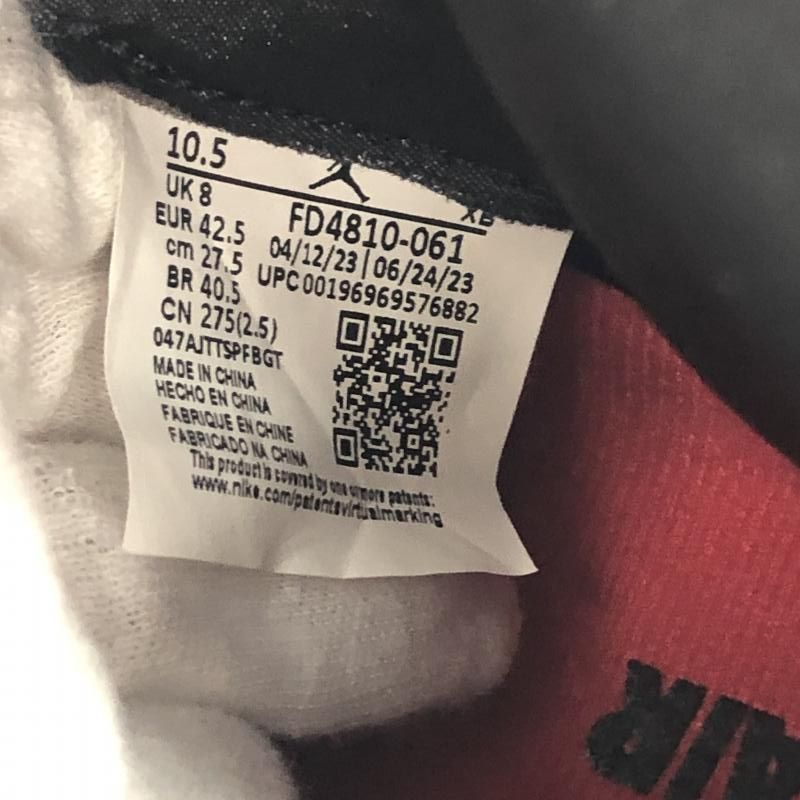 10.5
XB
UK 8
EUR 42.5
cm 27.5
BR 40.5
CN 275(2.5)
FD4810-061
04/12/23 | 06/24/23
UPC 00196969576882
047AJTTSPFBGT
MADE IN CHINA
HECHO EN CHINA
FABRIQUE EN CHINE
FABRICADO NA CHINA
This product is covered by one or more patents:
www.nike.com/patentsvirtualmarking
AIR